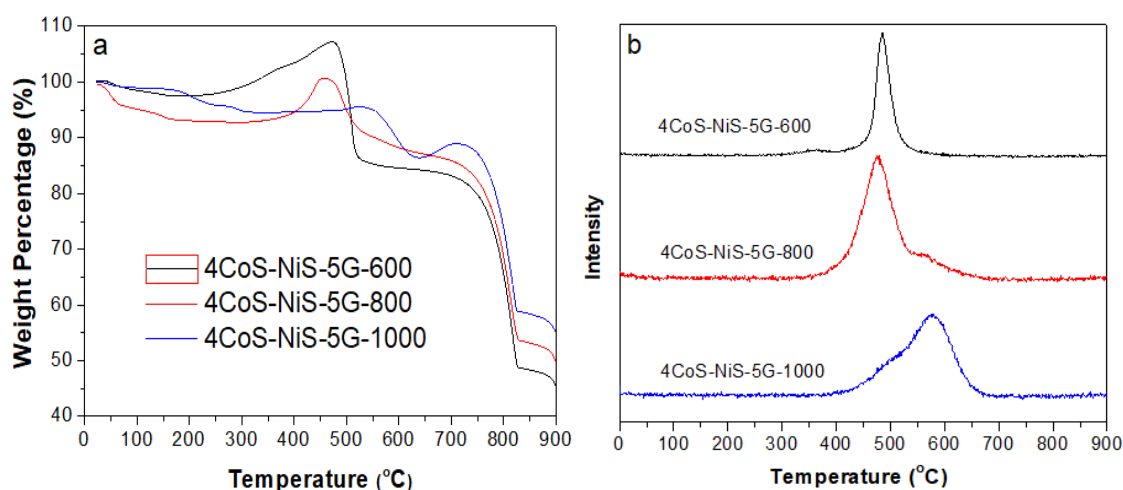 a
Weight Percentage (%)
110
100
90
80
70
60
50
40
4CoS-NiS-5G-600
4CoS-NiS-5G-800
4CoS-NiS-5G-1000
0 100 200 300 400 500 600 700 800 900
Temperature (°C)
b
Intensity
4CoS-NiS-5G-600
4CoS-NiS-5G-800
4CoS-NiS-5G-1000
0 100 200 300 400 500 600 700 800 900
Temperature (°C)